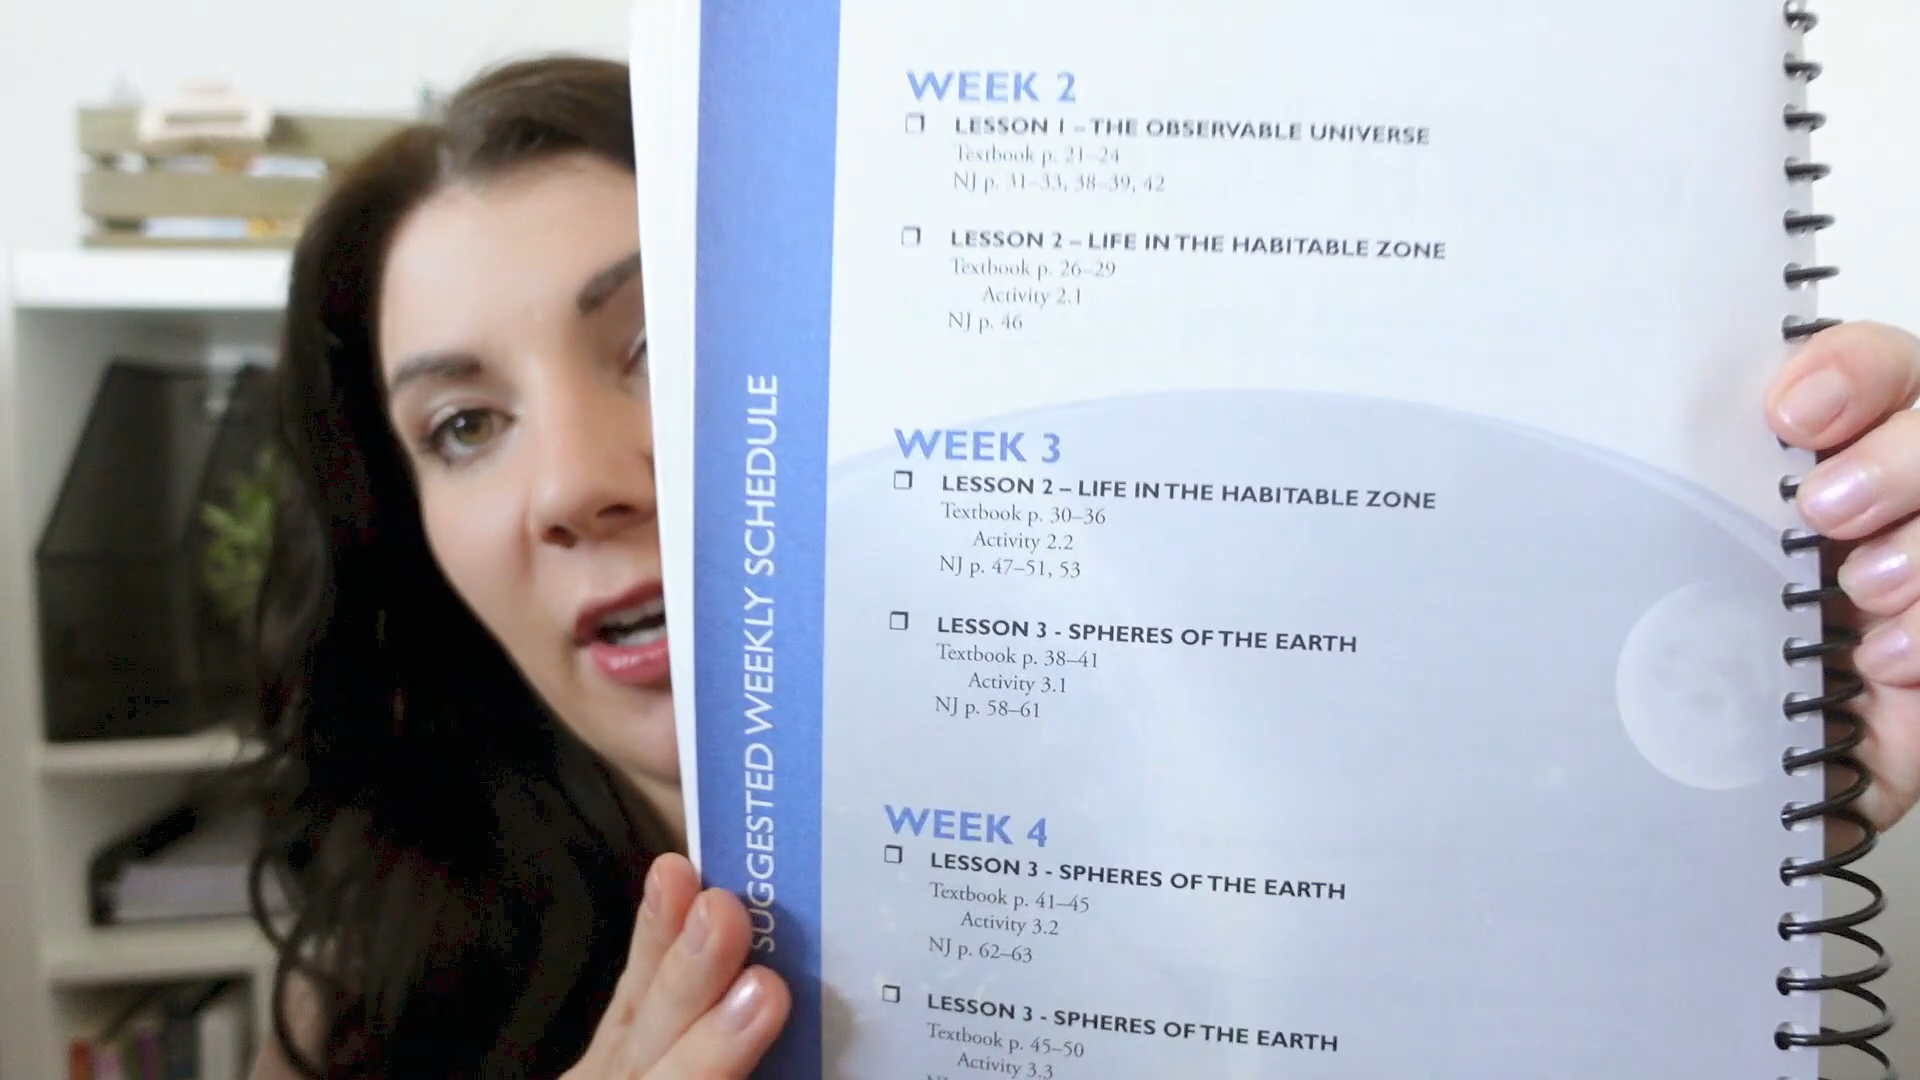 SUGGESTED WEEKLY SCHEDULE
WEEK 2
LESSON 1 – THE OBSERVABLE UNIVERSE
Textbook p. 21–24
NJ p. 31–33, 38–39, 42
LESSON 2 – LIFE IN THE HABITABLE ZONE
Textbook p. 26–29
Activity 2.1
NJ p. 46
WEEK 3
LESSON 2 – LIFE IN THE HABITABLE ZONE
Textbook p. 30–36
Activity 2.2
NJ p. 47–51, 53
LESSON 3 - SPHERES OF THE EARTH
Textbook p. 38–41
Activity 3.1
NJ p. 58–61
WEEK 4
LESSON 3 - SPHERES OF THE EARTH
Textbook p. 41–45
Activity 3.2
NJ p. 62–63
LESSON 3 - SPHERES OF THE EARTH
Textbook p. 45–50
Activity 3.3